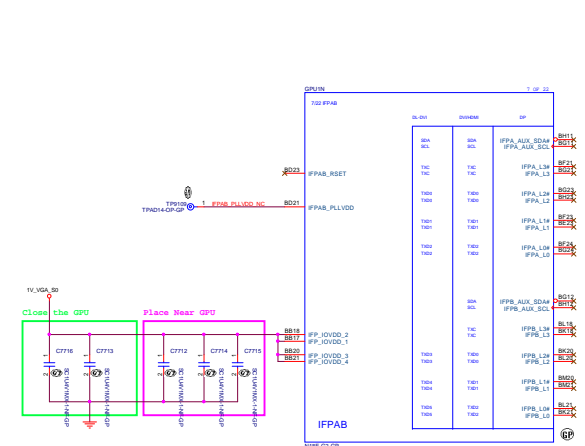 GPU1N
7 OF 22
7/22 IFPAB
DL-DVI
DVI/HDMI
DP
SDA
SCL
SDA
SCL
IFPA_AUX_SDA#
IFPA_AUX_SCL
BH11
BG11
TXC
TXC
TXC
TXC
IFPA_L3#
IFPA_L3
BF21
BG21
TXD0
TXD0
TXD0
TXD0
IFPA_L2#
IFPA_L2
BG23
BH23
TXD1
TXD1
TXD1
TXD1
IFPA_L1#
IFPA_L1
BF23
BE23
TXD2
TXD2
TXD2
TXD2
IFPA_L0#
IFPA_L0
BF24
BG24
BD23
IFPAB_RSET
TP9109
TPAD14-OP-GP
1
IFPAB_PLLVDD_NC
BD21
IFPAB_PLLVDD
1V_VGA_S0
Close the GPU
Place Near GPU
C7716
C7713
C7712
C7714
C7715
BB18
BB17
BB20
BB21
IFP_IOVDD_2
IFP_IOVDD_1
IFP_IOVDD_3
IFP_IOVDD_4
SDA
SCL
IFPB_AUX_SDA#
IFPB_AUX_SCL
BG12
BH12
TXC
TXC
IFPB_L3#
IFPB_L3
BL18
BK18
TXD3
TXD3
TXD0
TXD0
IFPB_L2#
IFPB_L2
BK20
BL20
TXD4
TXD4
TXD1
TXD1
IFPB_L1#
IFPB_L1
BM20
BM21
TXD5
TXD5
TXD2
TXD2
IFPB_L0#
IFPB_L0
BL21
BK21
IFPAB